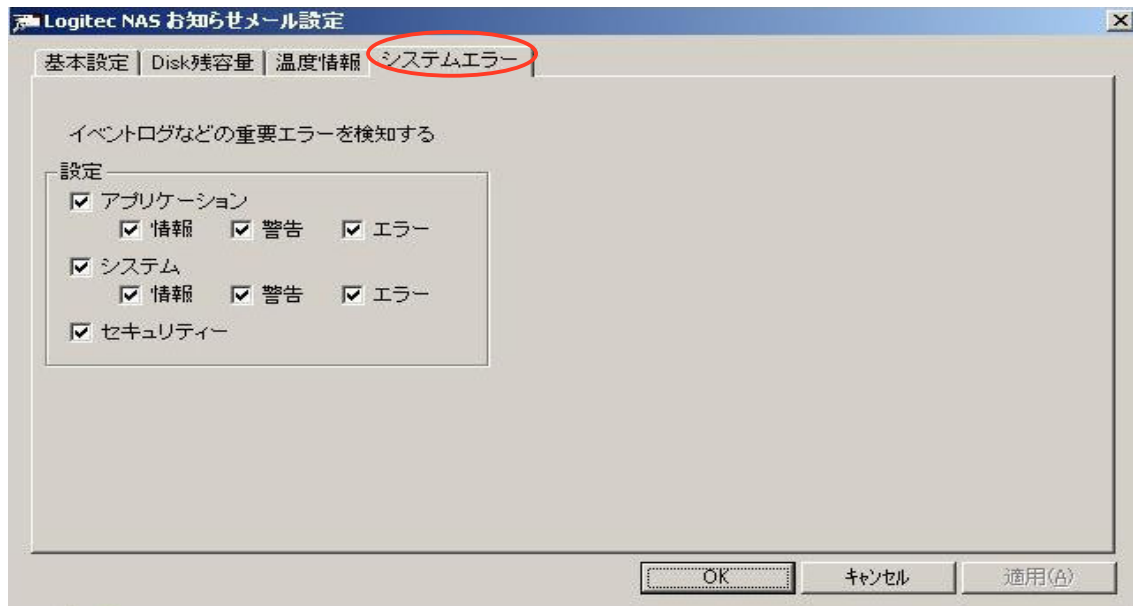 Logitec NAS お知らせメール設定
基本設定 Disk残容量 温度情報 システムエラー
イベントログなどの重要エラーを検知する
設定
アプリケーション
情報 警告 エラー
システム
情報 警告 エラー
セキュリティー
OK キャンセル 適用(A)